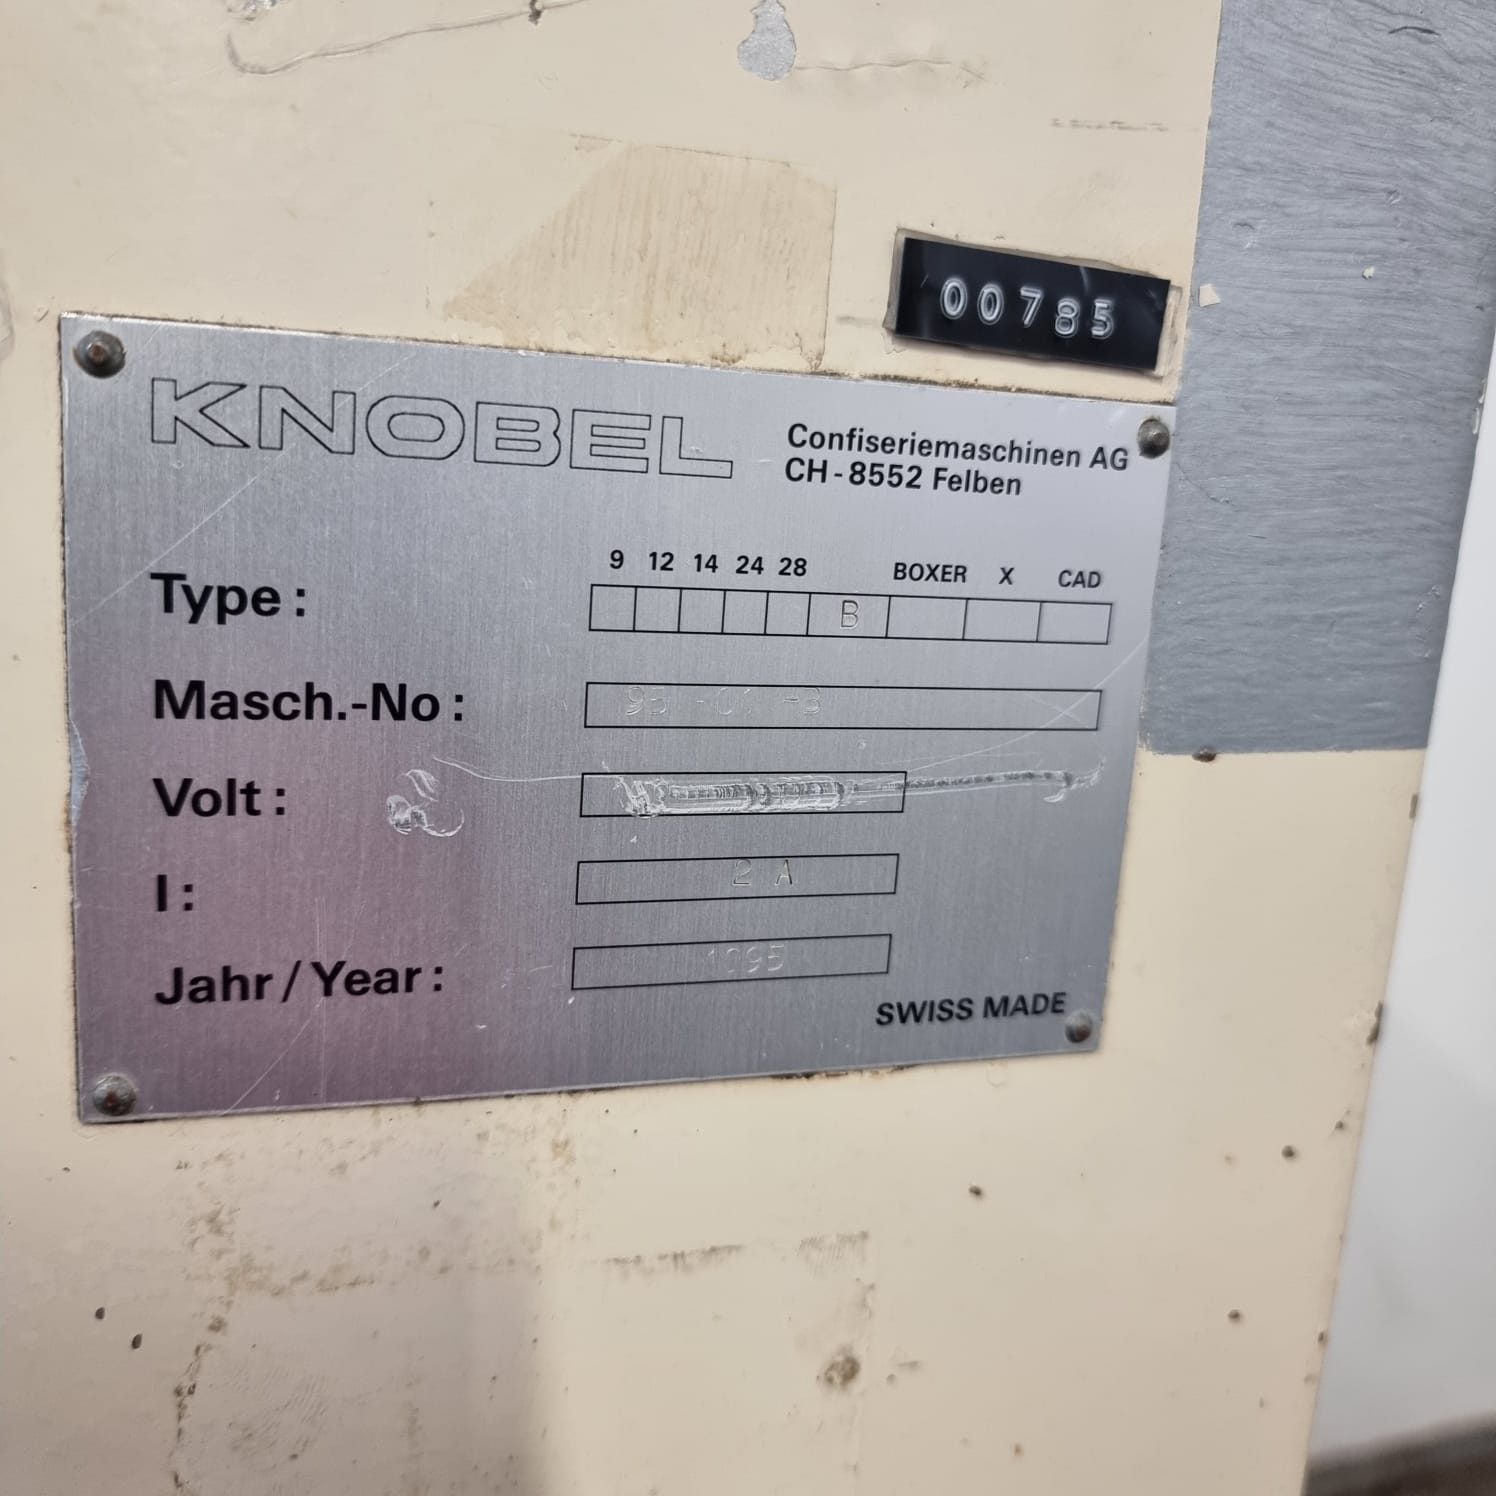 00785
KNOBEL
Confiseriemaschinen AG
CH-8552 Felben
9 12 14 24 28 BOXER X CAD
Type: B
Masch.-No:
Volt:
I: 2 A
Jahr/Year: 1995
SWISS MADE